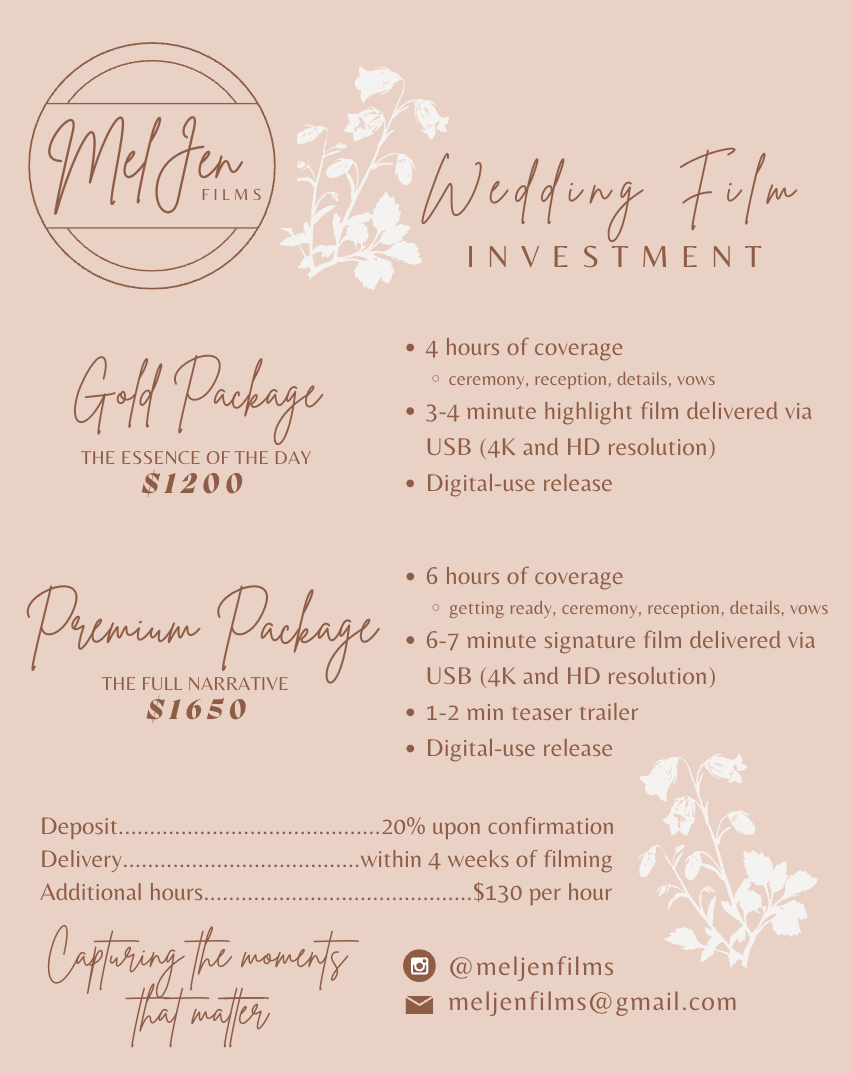 MelJen
FILMS
Wedding Film
INVESTMENT
Gold Package
THE ESSENCE OF THE DAY
$1200
• 4 hours of coverage
◦ ceremony, reception, details, vows
• 3-4 minute highlight film delivered via
USB (4K and HD resolution)
• Digital-use release
Premium Package
THE FULL NARRATIVE
$1650
• 6 hours of coverage
◦ getting ready, ceremony, reception, details, vows
• 6-7 minute signature film delivered via
USB (4K and HD resolution)
• 1-2 min teaser trailer
• Digital-use release
Deposit..........................................20% upon confirmation
Delivery......................................within 4 weeks of filming
Additional hours...........................................$130 per hour
Capturing the moments
that matter
@meljenfilms
meljenfilms@gmail.com